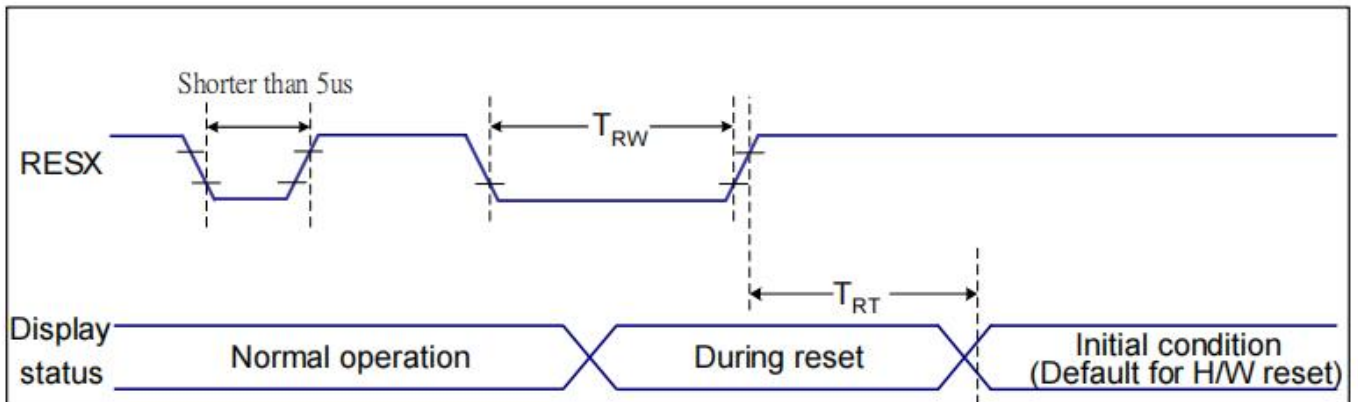 Shorter than 5us
RESX
TRW
TRT
Display
status
Normal operation
During reset
Initial condition
(Default for H/W reset)